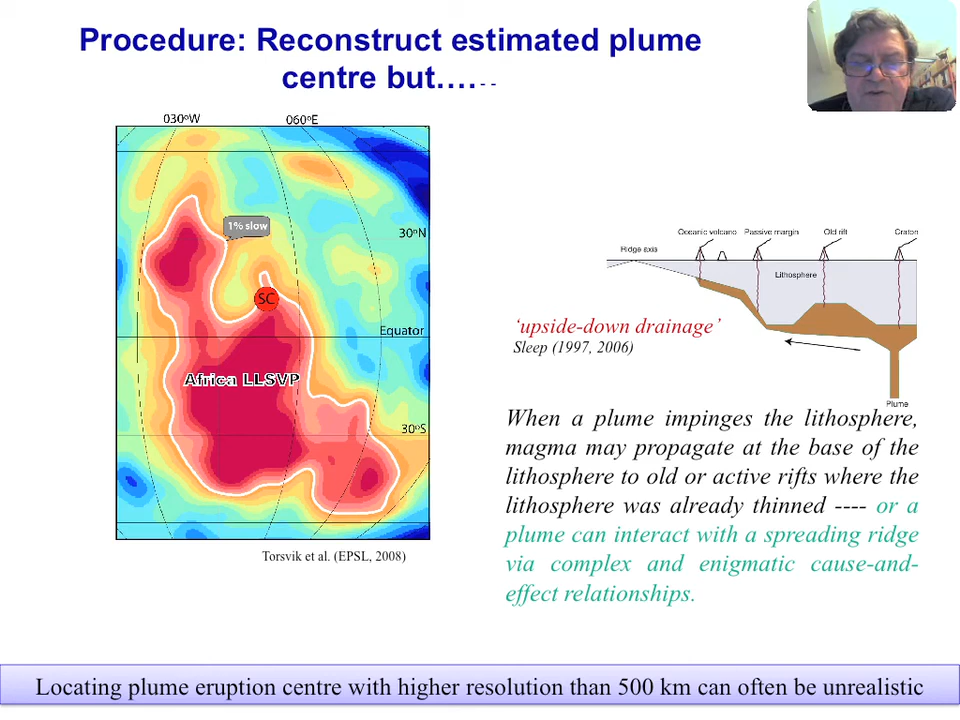 Procedure: Reconstruct estimated plume
centre but…..--
030ºW
060ºE
1% slow
30ºN
SC
Equator
Africa LLSVP
30ºS
Torsvik et al. (EPSL, 2008)
Oceanic volcano
Passive margin
Old rift
Craton
Ridge axis
Lithosphere
‘upside-down drainage’
Sleep (1997, 2006)
Plume
When a plume impinges the lithosphere,
magma may propagate at the base of the
lithosphere to old or active rifts where the
lithosphere was already thinned ---- or a
plume can interact with a spreading ridge
via complex and enigmatic cause-and-
effect relationships.
Locating plume eruption centre with higher resolution than 500 km can often be unrealistic